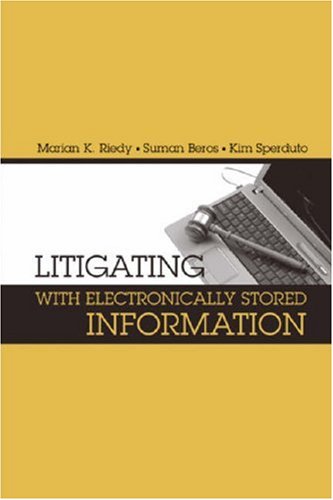 Marian K. Riedy • Suman Beros • Kim Sperduto
LITIGATING
WITH ELECTRONICALLY STORED
INFORMATION